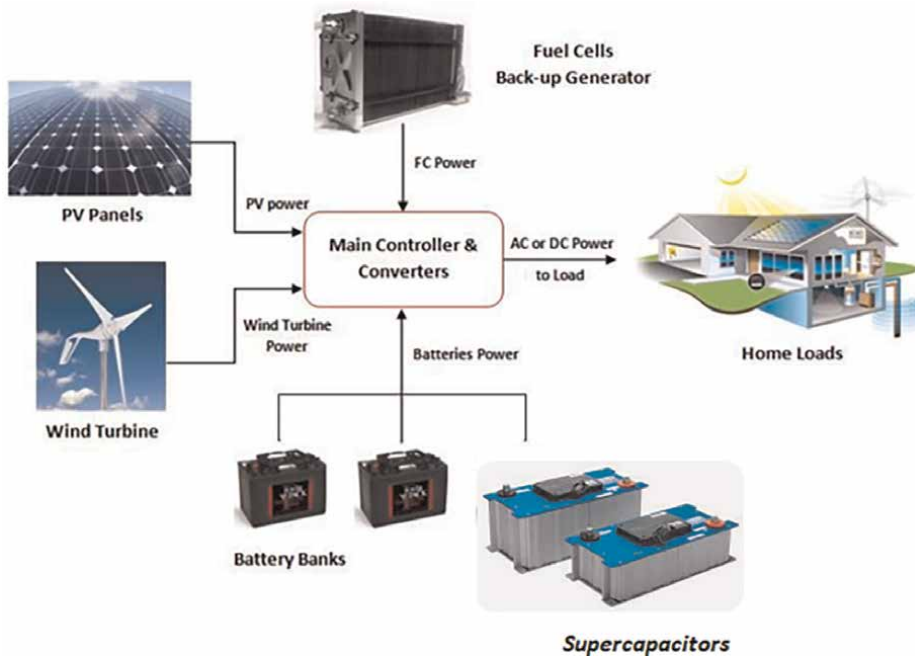 Fuel Cells
Back-up Generator
FC Power
PV Panels
PV power
Main Controller &
Converters
AC or DC Power
to Load
Wind Turbine
Power
Batteries Power
Home Loads
Wind Turbine
Battery Banks
Supercapacitors